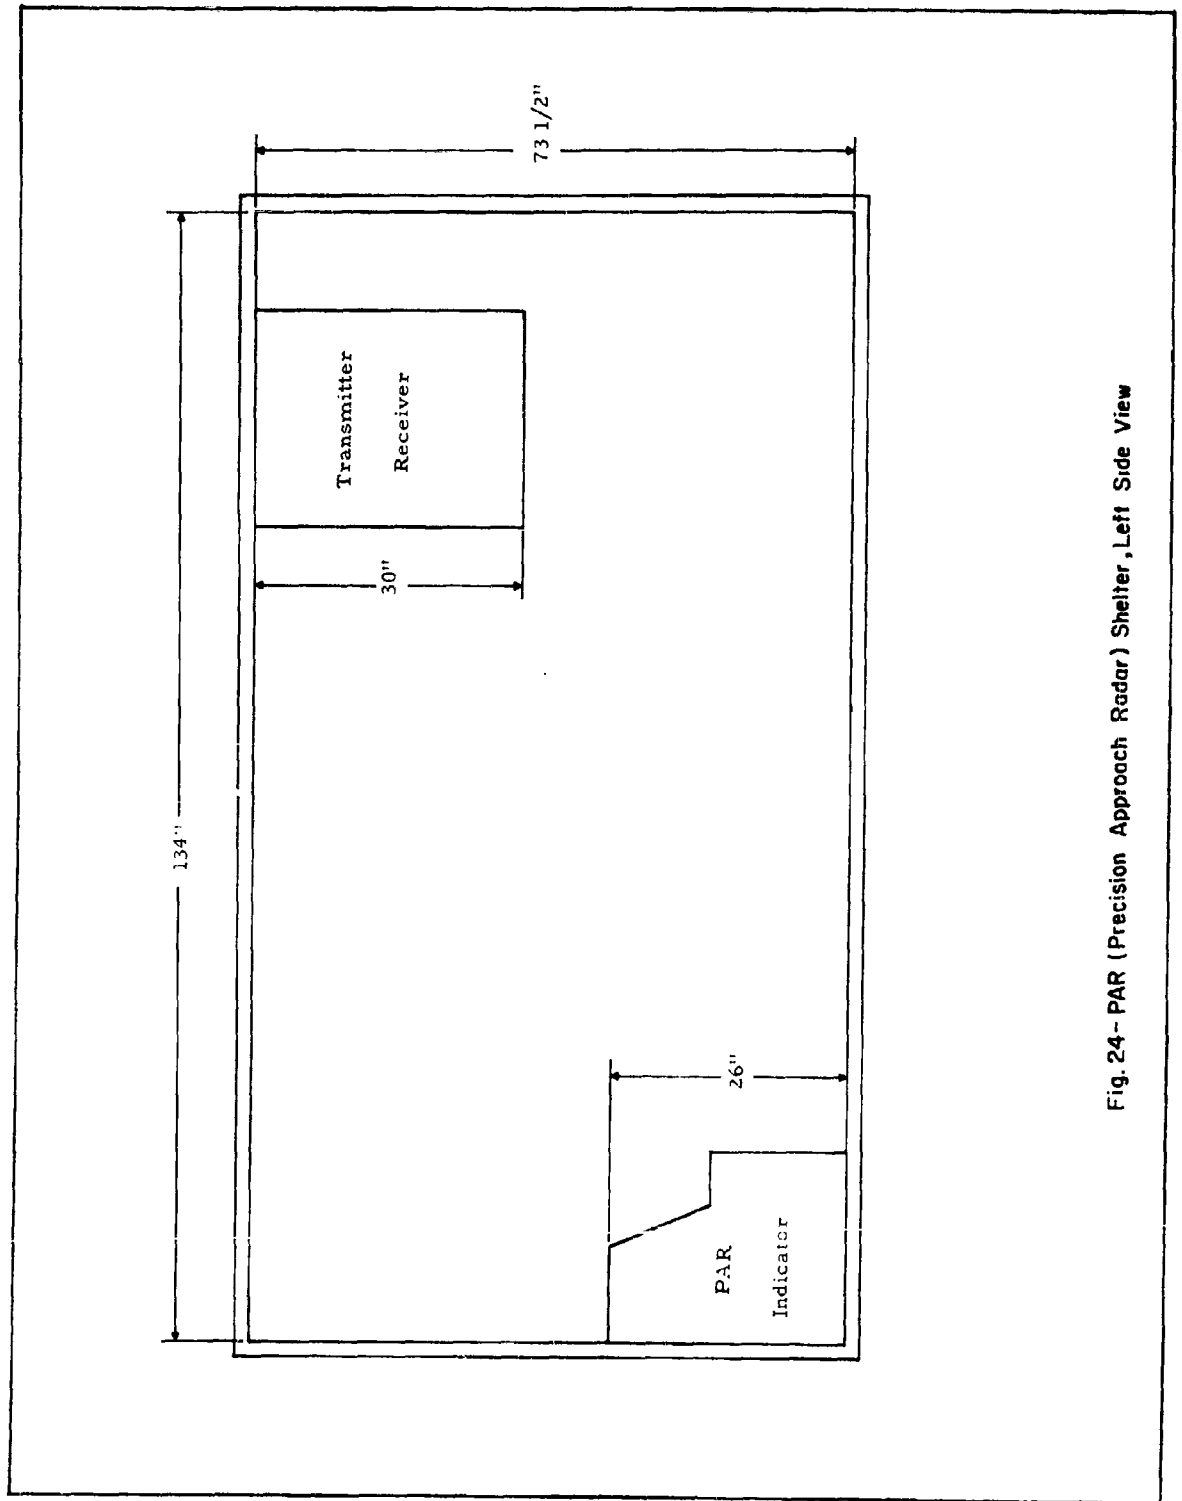 134"
73 1/2"
Transmitter
Receiver
30"
26"
PAR
Indicator
Fig. 24- PAR (Precision Approach Radar) Shelter, Left Side View